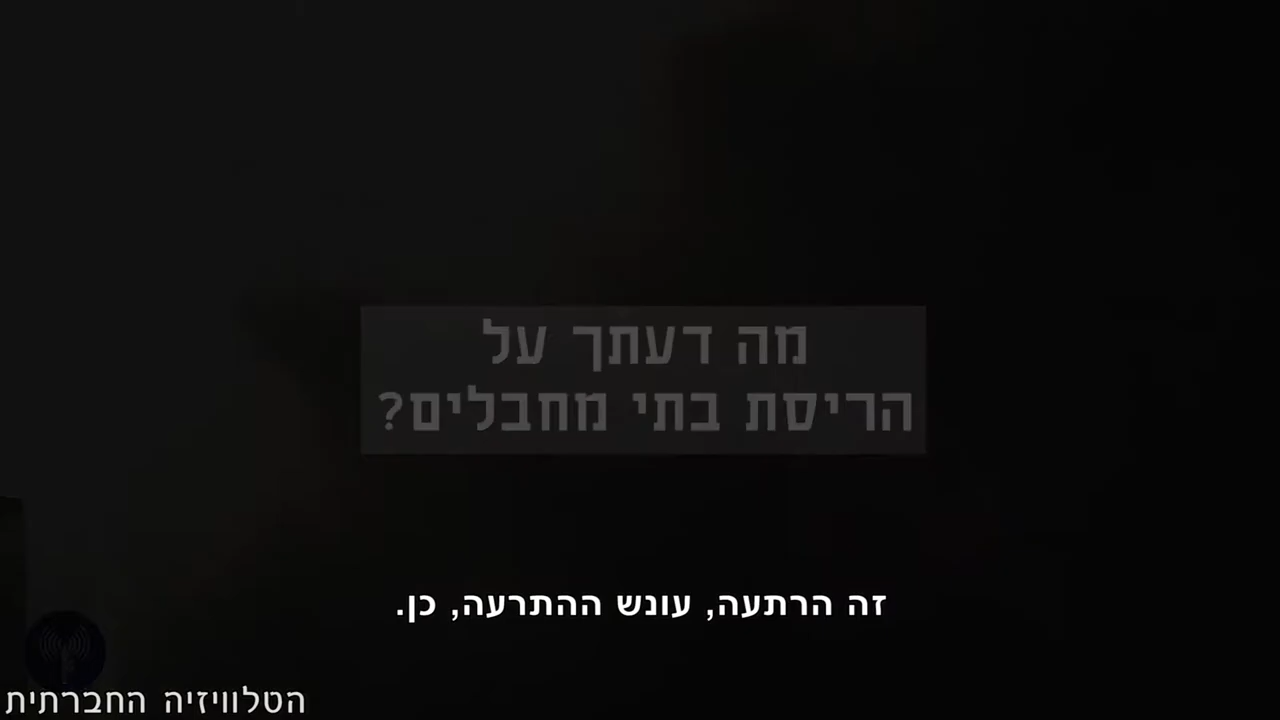 מה דעתך על
הריסת בתי מחבלים?
זה הרתעה, עונש ההתרעה, כן.
הטלוויזיה החברתית